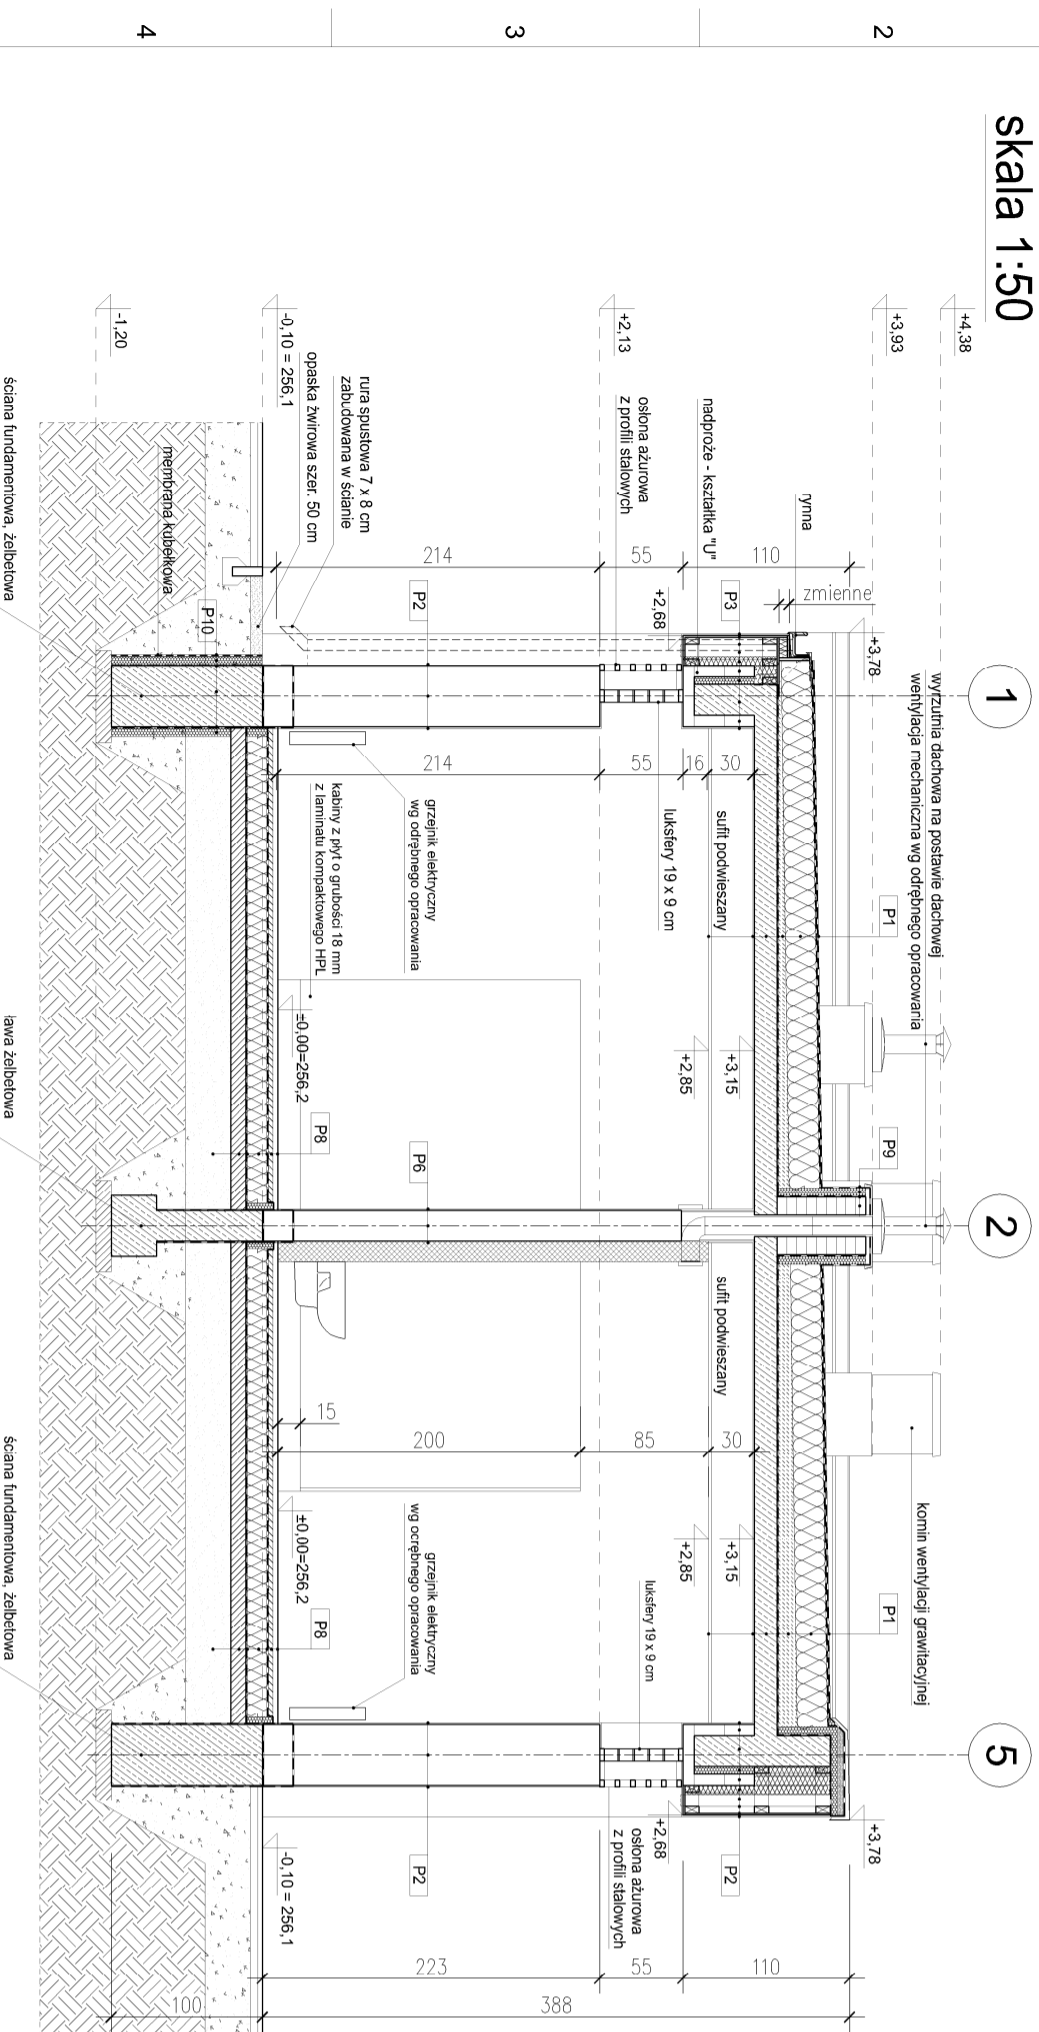 skala 1:50
2
3
4
1
2
5
+4,38
+3,93
+2,13
-0,10 = 256,1
-1,20
wyrzutnia dachowa na postawie dachowej
wentylacja mechaniczna wg odrębnego opracowania
komin wentylacji grawitacyjnej
P1
P9
P1
+3,78
+3,78
rynna
zmienne
110
55
214
nadproże - kształtka "U"
osłona ażurowa
z profili stalowych
rura spustowa 7 x 8 cm
zabudowana w ścianie
opaska żwirowa szer. 50 cm
membrana kubełkowa
P3
P2
P10
+2,68
30
16
55
214
sufit podwieszany
luksfery 19 x 9 cm
grzejnik elektryczny
wg odrębnego opracowania
kabiny z płyt o grubości 18 mm
z laminatu kompaktowego HPL
+3,15
+2,85
±0,00=256,2
P8
P6
sufit podwieszany
30
85
200
15
+3,15
+2,85
±0,00=256,2
P8
luksfery 19 x 9 cm
grzejnik elektryczny
wg ocrębnego opracowania
+2,68
osłona ażurowa
z profili stalowych
P2
P2
-0,10 = 256,1
110
55
223
388
100
ściana fundamentowa, żelbetowa
ława żelbetowa
ściana fundamentowa, żelbetowa